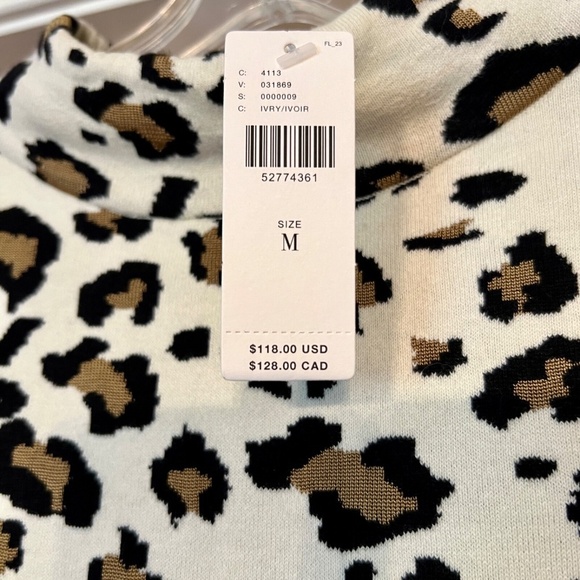 FL_23
C: 4113
V: 031869
S: 0000009
C: IVRY/IVOIR
52774361
SIZE
M
$118.00 USD
$128.00 CAD